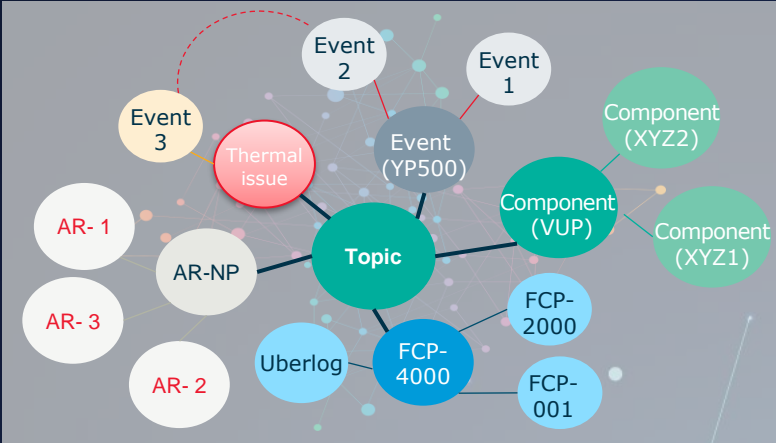 Event
2
Event
1
Event
3
Thermal
issue
Event
(YP500)
Component
(XYZ2)
Component
(VUP)
Component
(XYZ1)
AR- 1
AR-NP
Topic
AR- 3
AR- 2
Uberlog
FCP-
4000
FCP-
2000
FCP-
001